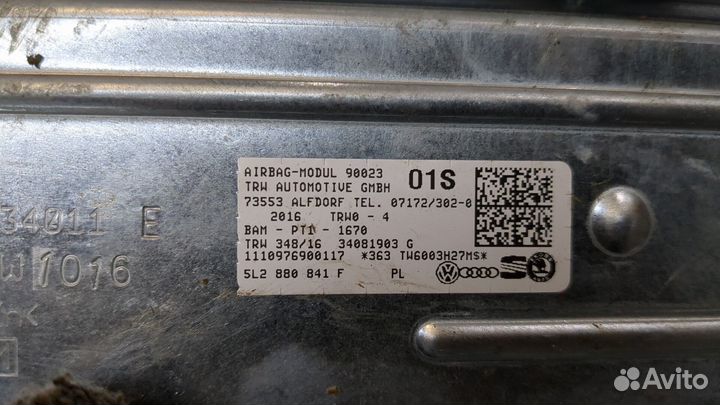 AIRBAG-MODUL 90023
01S
TRW AUTOMOTIVE GMBH
73553 ALFDORF TEL. 07172/302-0
2016 TRW0 - 4
BAM - PT1 - 1670
TRW 348/16 34081903 G
1110976900117 *363 TW6003H27MS*
5L2 880 841 F PL
34011 E
1016
Avito